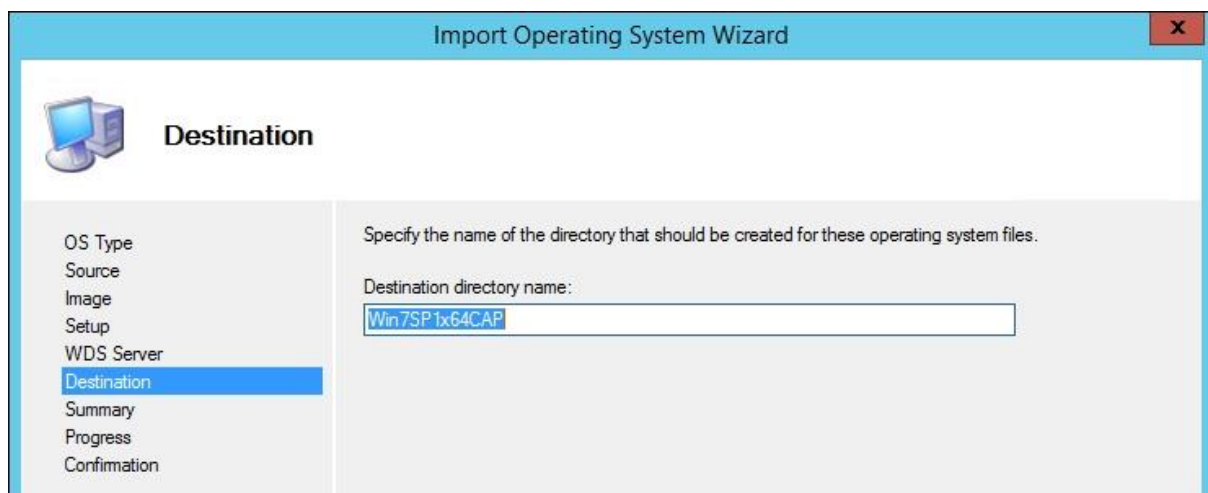 Import Operating System Wizard
x
Destination
OS Type
Source
Image
Setup
WDS Server
Destination
Summary
Progress
Confirmation
Specify the name of the directory that should be created for these operating system files.
Destination directory name:
Win7SP1x64CAP